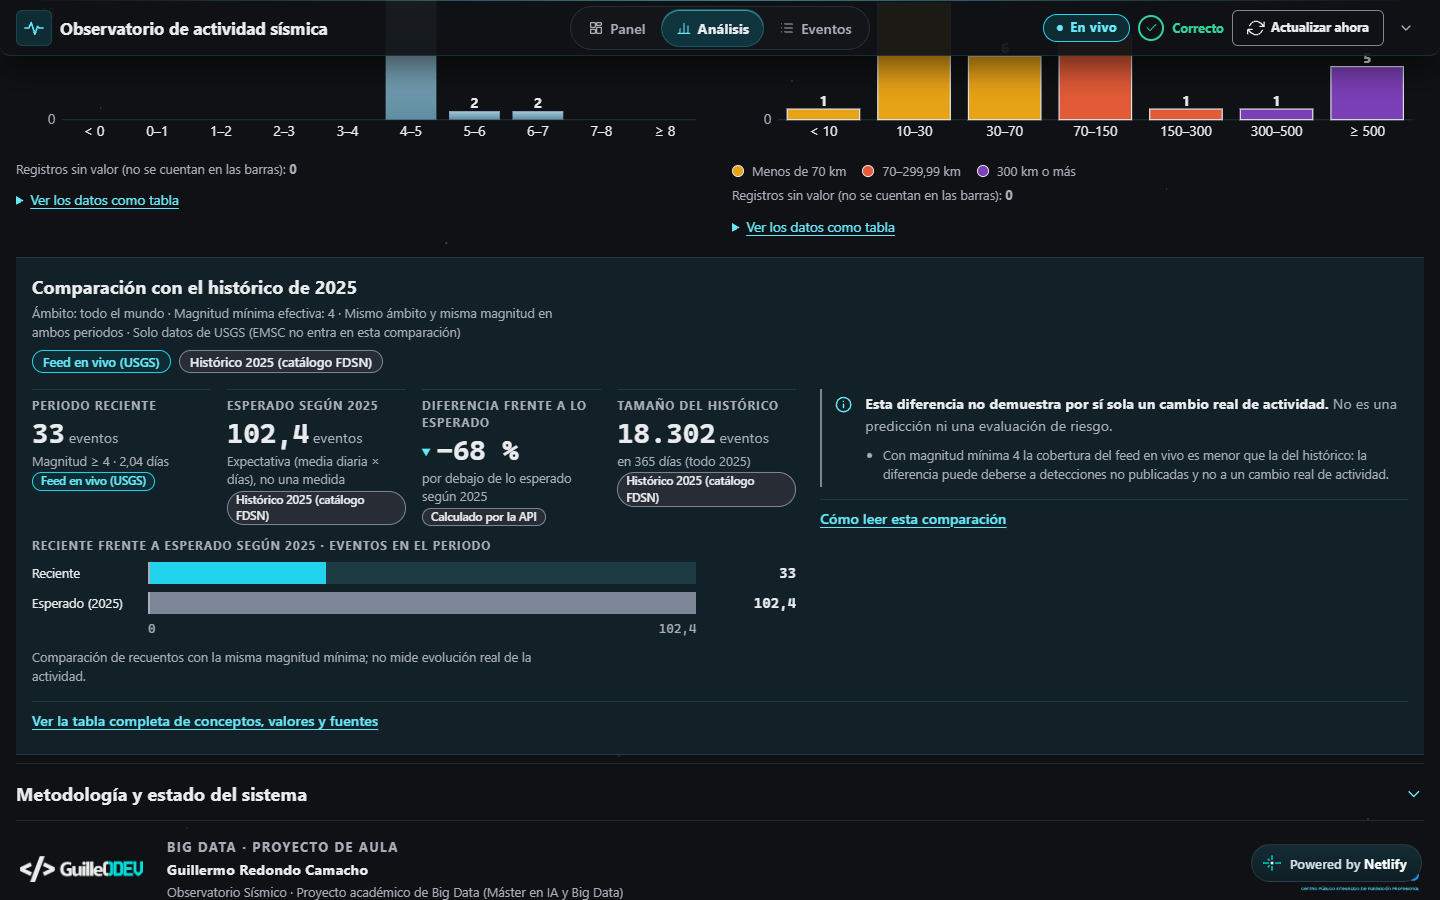 Observatorio de actividad sísmica
Panel
Análisis
Eventos
En vivo
Correcto
Actualizar ahora
0
2
2
< 0
0–1
1–2
2–3
3–4
4–5
5–6
6–7
7–8
≥ 8
Registros sin valor (no se cuentan en las barras): 0
Ver los datos como tabla
0
1
6
1
1
5
< 10
10–30
30–70
70–150
150–300
300–500
≥ 500
Menos de 70 km
70–299,99 km
300 km o más
Registros sin valor (no se cuentan en las barras): 0
Ver los datos como tabla
Comparación con el histórico de 2025
Ámbito: todo el mundo · Magnitud mínima efectiva: 4 · Mismo ámbito y misma magnitud en
ambos periodos · Solo datos de USGS (EMSC no entra en esta comparación)
Feed en vivo (USGS)
Histórico 2025 (catálogo FDSN)
PERIODO RECIENTE
33 eventos
Magnitud ≥ 4 · 2,04 días
Feed en vivo (USGS)
ESPERADO SEGÚN 2025
102,4 eventos
Expectativa (media diaria ×
días), no una medida
Histórico 2025 (catálogo
FDSN)
DIFERENCIA FRENTE A LO
ESPERADO
▼ −68 %
por debajo de lo esperado
según 2025
Calculado por la API
TAMAÑO DEL HISTÓRICO
18.302 eventos
en 365 días (todo 2025)
Histórico 2025 (catálogo
FDSN)
Esta diferencia no demuestra por sí sola un cambio real de actividad. No es una
predicción ni una evaluación de riesgo.
• Con magnitud mínima 4 la cobertura del feed en vivo es menor que la del histórico: la
diferencia puede deberse a detecciones no publicadas y no a un cambio real de actividad.
Cómo leer esta comparación
RECIENTE FRENTE A ESPERADO SEGÚN 2025 · EVENTOS EN EL PERIODO
Reciente
33
Esperado (2025)
102,4
0
102,4
Comparación de recuentos con la misma magnitud mínima; no mide evolución real de la
actividad.
Ver la tabla completa de conceptos, valores y fuentes
Metodología y estado del sistema
</> GuilleODEV
BIG DATA · PROYECTO DE AULA
Guillermo Redondo Camacho
Observatorio Sísmico · Proyecto académico de Big Data (Máster en IA y Big Data)
Powered by Netlify